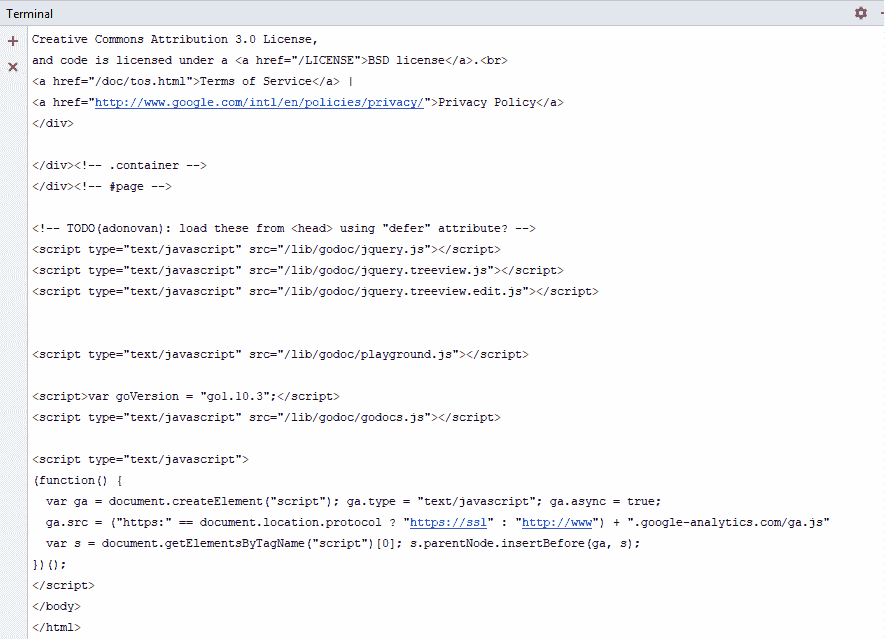 Terminal
Creative Commons Attribution 3.0 License,
and code is licensed under a <a href="/LICENSE">BSD license</a>.<br>
<a href="/doc/tos.html">Terms of Service</a> |
<a href="http://www.google.com/intl/en/policies/privacy/">Privacy Policy</a>
</div>

</div><!-- .container -->
</div><!-- #page -->

<!-- TODO(adonovan): load these from <head> using "defer" attribute? -->
<script type="text/javascript" src="/lib/godoc/jquery.js"></script>
<script type="text/javascript" src="/lib/godoc/jquery.treeview.js"></script>
<script type="text/javascript" src="/lib/godoc/jquery.treeview.edit.js"></script>


<script type="text/javascript" src="/lib/godoc/playground.js"></script>

<script>var goVersion = "go1.10.3";</script>
<script type="text/javascript" src="/lib/godoc/godocs.js"></script>

<script type="text/javascript">
(function() {
  var ga = document.createElement("script"); ga.type = "text/javascript"; ga.async = true;
  ga.src = ("https:" == document.location.protocol ? "https://ssl" : "http://www") + ".google-analytics.com/ga.js"
  var s = document.getElementsByTagName("script")[0]; s.parentNode.insertBefore(ga, s);
})();
</script>
</body>
</html>